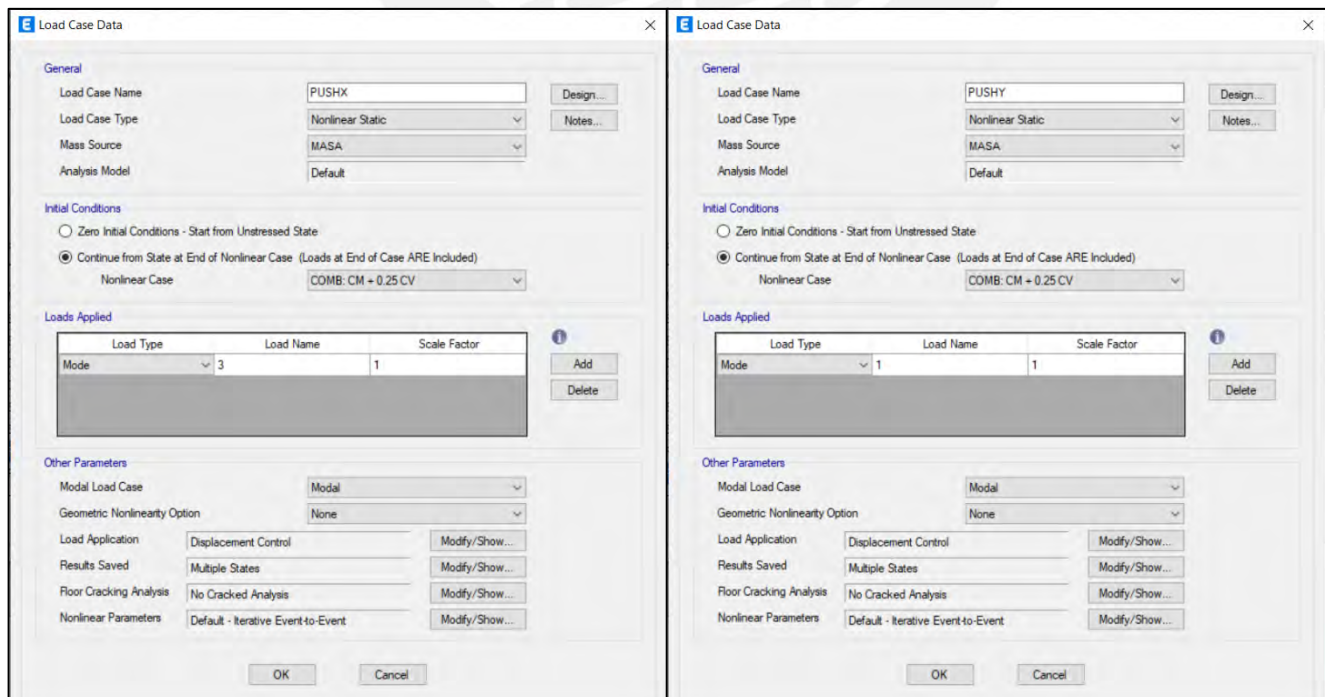 E Load Case Data
General
Load Case Name PUSHX Design...
Load Case Type Nonlinear Static Notes...
Mass Source MASA
Analysis Model Default
Initial Conditions
Zero Initial Conditions - Start from Unstressed State
Continue from State at End of Nonlinear Case (Loads at End of Case ARE Included)
Nonlinear Case COMB: CM + 0.25 CV
Loads Applied
Load Type Load Name Scale Factor
Mode 3 1
Add
Delete
Other Parameters
Modal Load Case Modal
Geometric Nonlinearity Option None
Load Application Displacement Control Modify/Show...
Results Saved Multiple States Modify/Show...
Floor Cracking Analysis No Cracked Analysis Modify/Show...
Nonlinear Parameters Default - Iterative Event-to-Event Modify/Show...
OK Cancel
E Load Case Data
General
Load Case Name PUSHY Design...
Load Case Type Nonlinear Static Notes...
Mass Source MASA
Analysis Model Default
Initial Conditions
Zero Initial Conditions - Start from Unstressed State
Continue from State at End of Nonlinear Case (Loads at End of Case ARE Included)
Nonlinear Case COMB: CM + 0.25 CV
Loads Applied
Load Type Load Name Scale Factor
Mode 1 1
Add
Delete
Other Parameters
Modal Load Case Modal
Geometric Nonlinearity Option None
Load Application Displacement Control Modify/Show...
Results Saved Multiple States Modify/Show...
Floor Cracking Analysis No Cracked Analysis Modify/Show...
Nonlinear Parameters Default - Iterative Event-to-Event Modify/Show...
OK Cancel